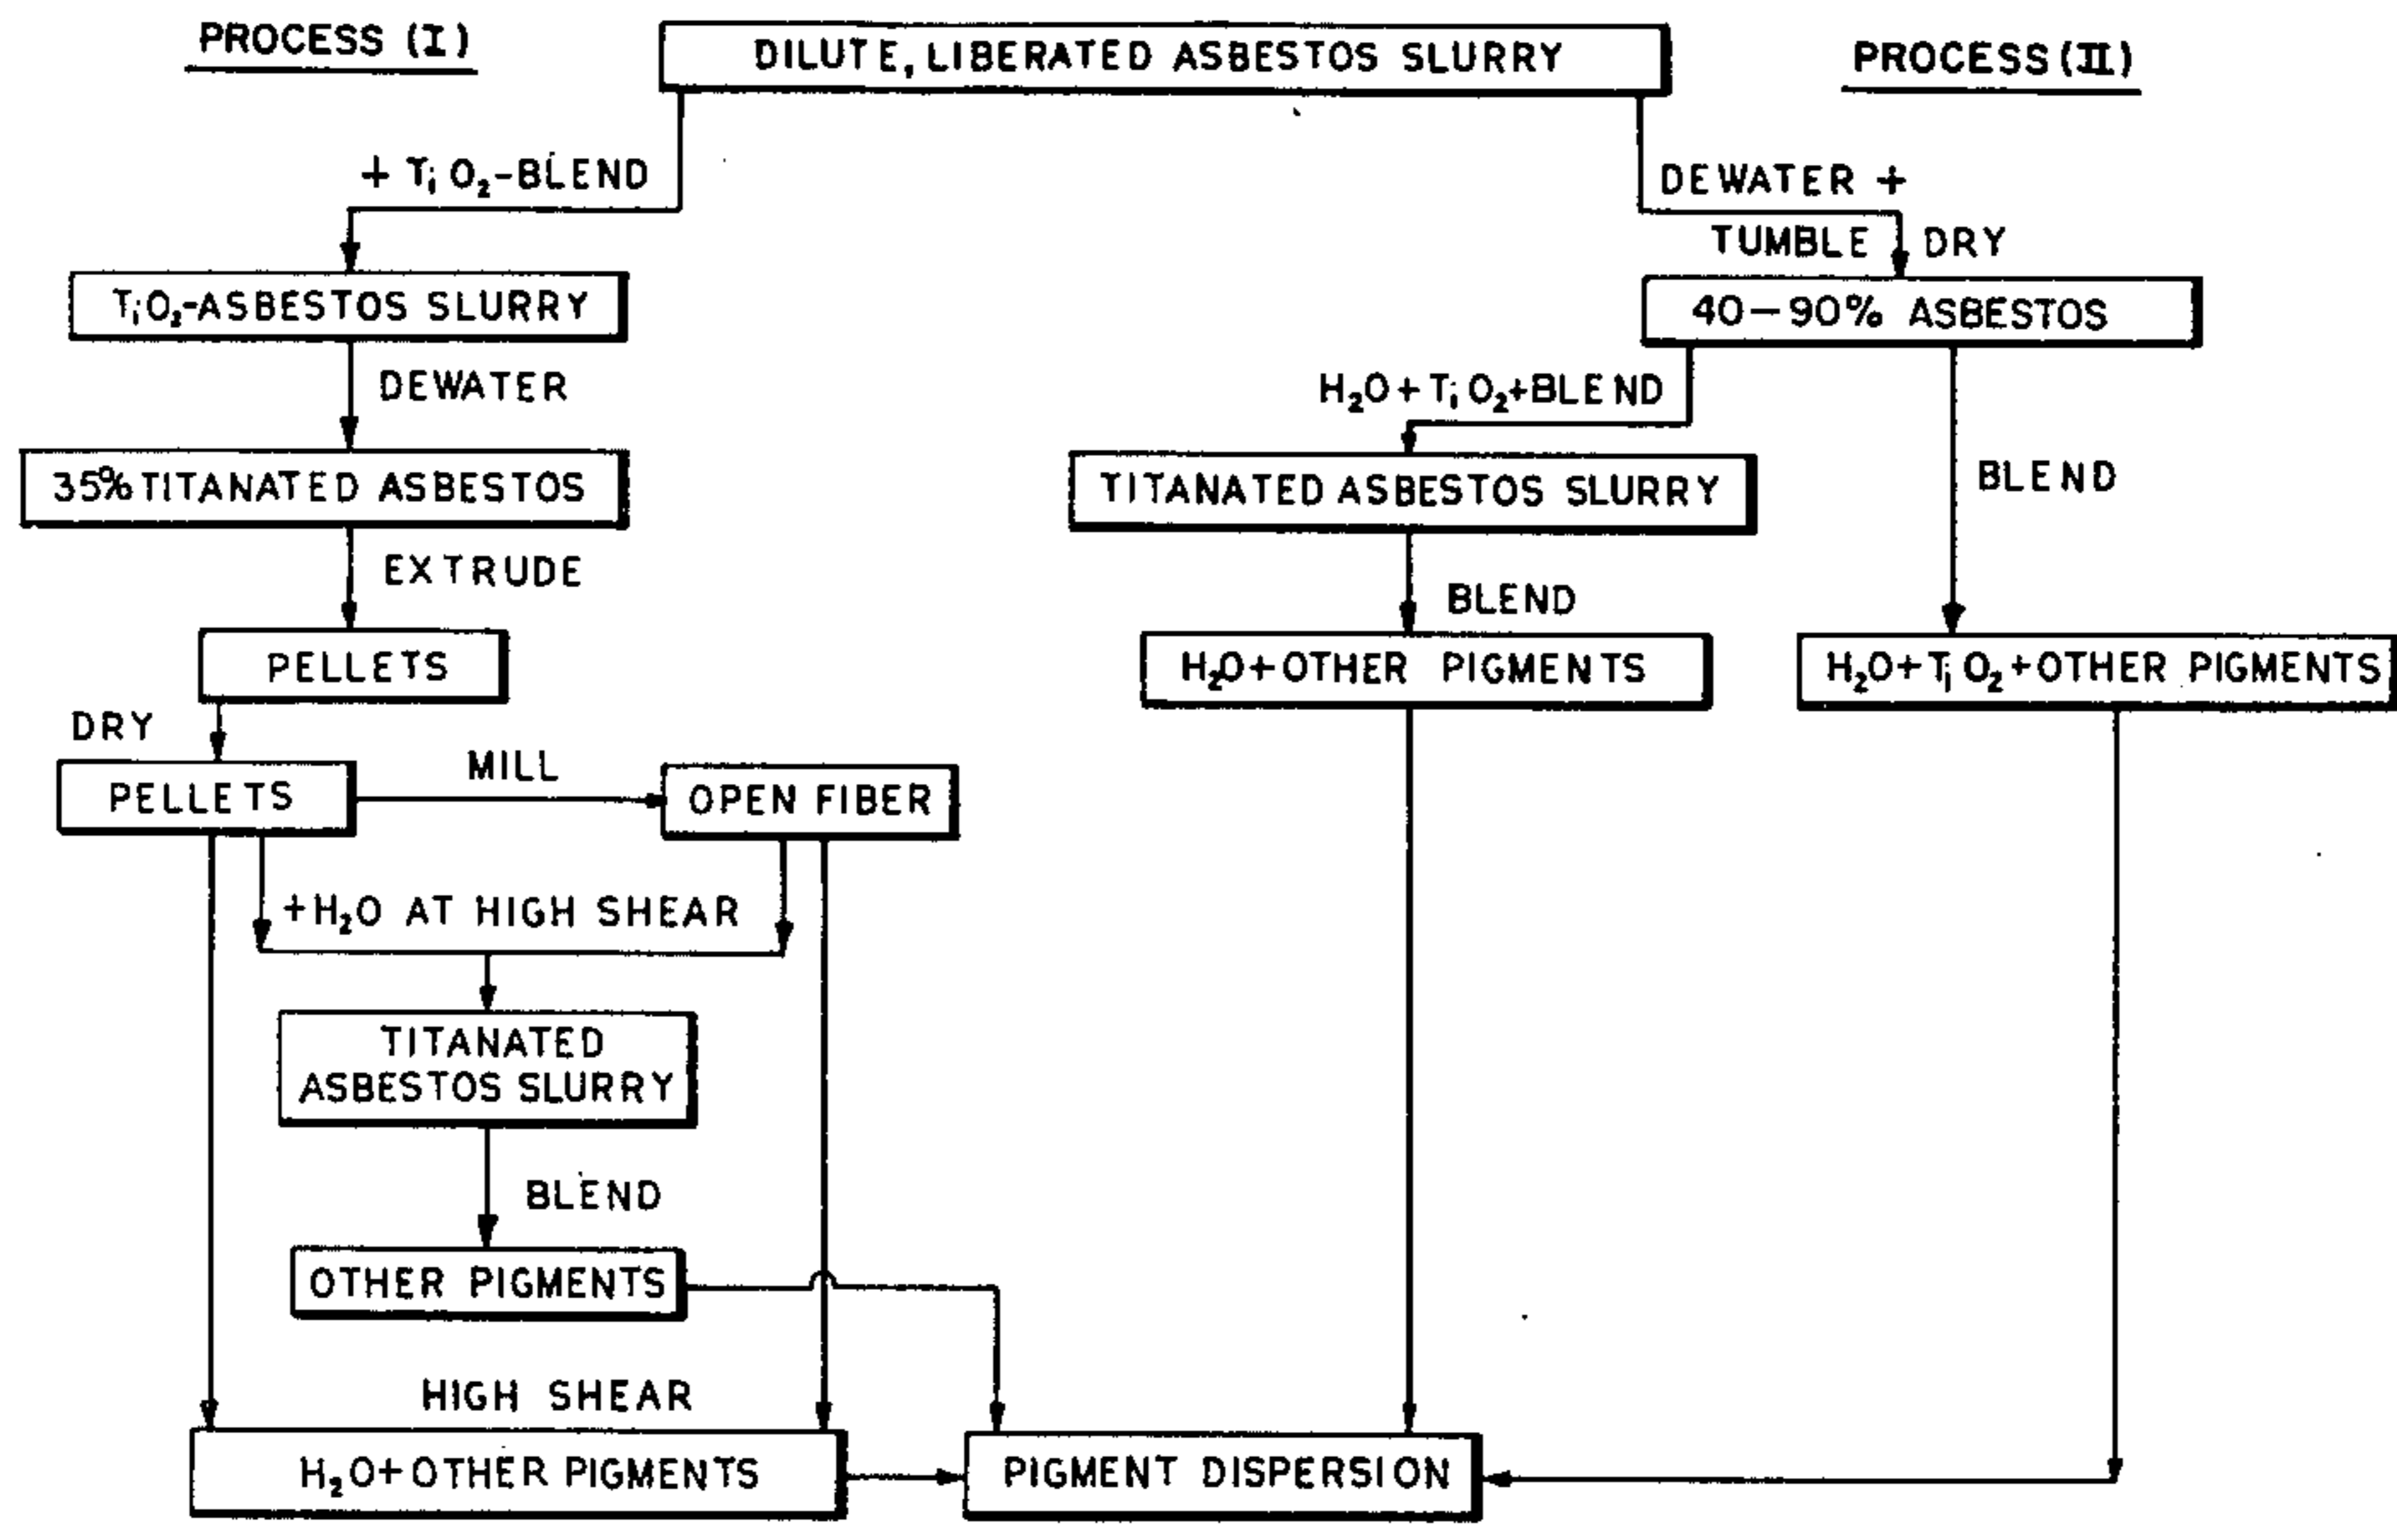 PROCESS (I)
DILUTE, LIBERATED ASBESTOS SLURRY
PROCESS (II)
+ TiO₂-BLEND
DEWATER +
TUMBLE DRY
TiO₂-ASBESTOS SLURRY
40-90% ASBESTOS
DEWATER
H₂O+TiO₂+BLEND
35% TITANATED ASBESTOS
TITANATED ASBESTOS SLURRY
BLEND
EXTRUDE
BLEND
PELLETS
H₂O+OTHER PIGMENTS
H₂O+TiO₂+OTHER PIGMENTS
DRY
MILL
PELLETS
OPEN FIBER
+H₂O AT HIGH SHEAR
TITANATED
ASBESTOS SLURRY
BLEND
OTHER PIGMENTS
HIGH SHEAR
H₂O+OTHER PIGMENTS
PIGMENT DISPERSION